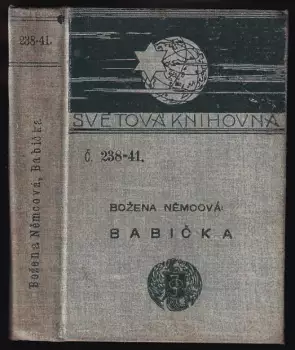 238-41.
Božena Němcová, Babička
SVĚTOVÁ KNIHOVNA
Č. 238-41.
BOŽENA NĚMCOVÁ:
BABIČKA